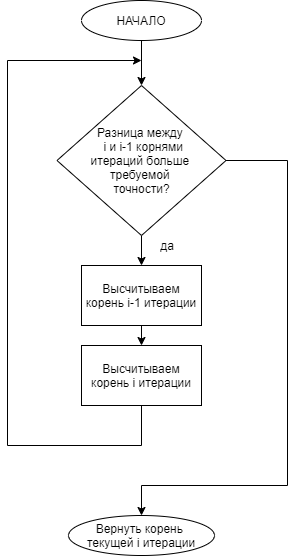 НАЧАЛО
Разница между
i и i-1 корнями
итераций больше
требуемой
точности?
да
Высчитываем
корень i-1 итерации
Высчитываем
корень i итерации
Вернуть корень
текущей i итерации